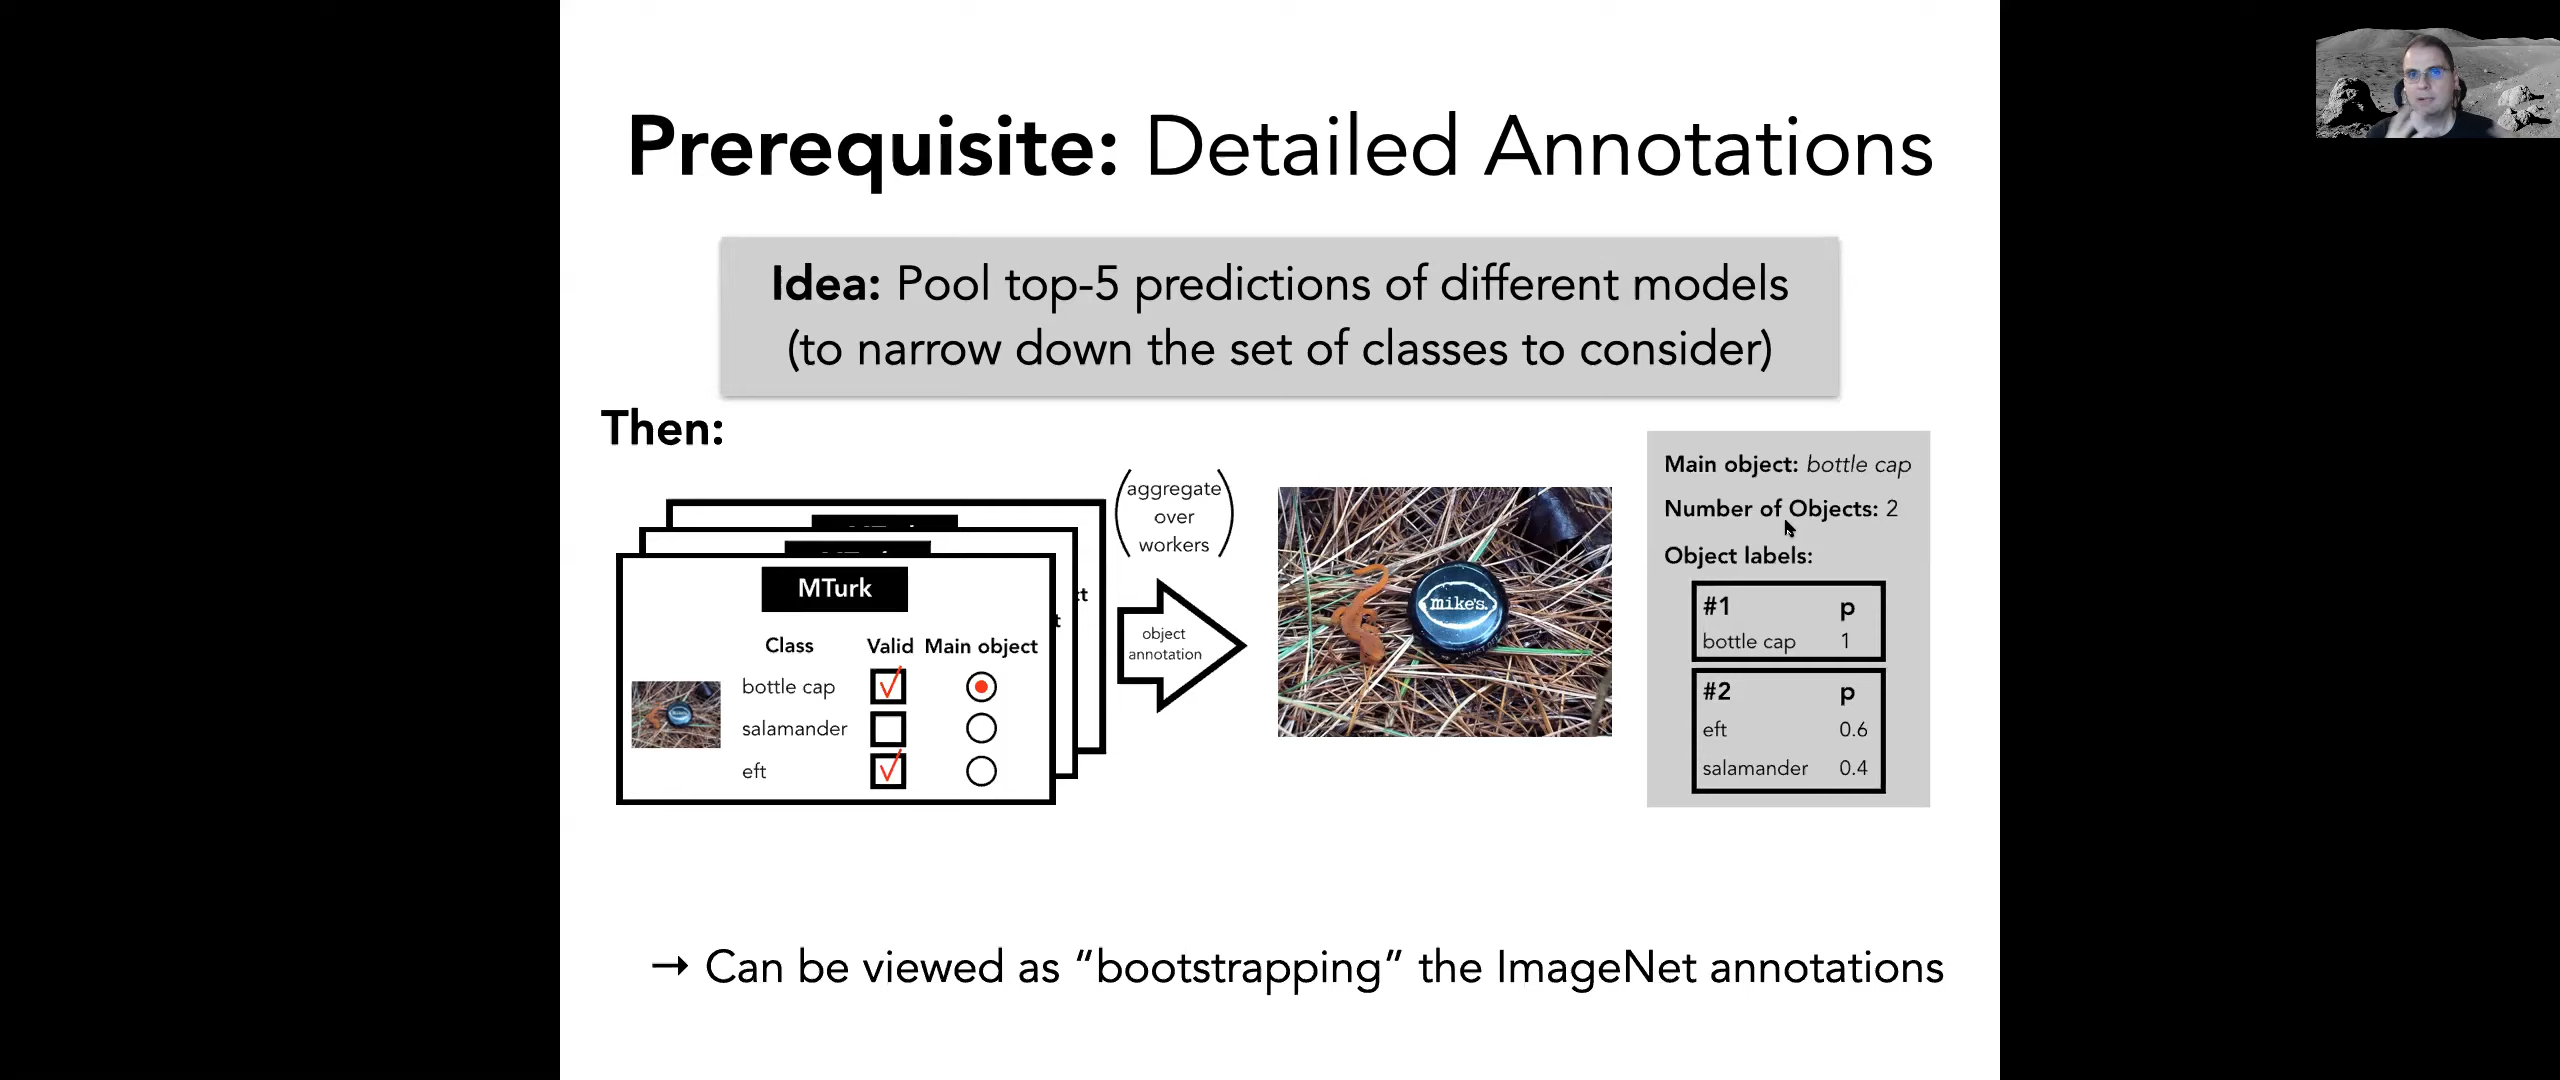 Prerequisite: Detailed Annotations
Idea: Pool top-5 predictions of different models
(to narrow down the set of classes to consider)
Then:
MTurk
Class Valid Main object
bottle cap
salamander
eft
(aggregate
over
workers)
object
annotation
mike's.
Main object: bottle cap
Number of Objects: 2
Object labels:
#1 p
bottle cap 1
#2 p
eft 0.6
salamander 0.4
→ Can be viewed as “bootstrapping” the ImageNet annotations